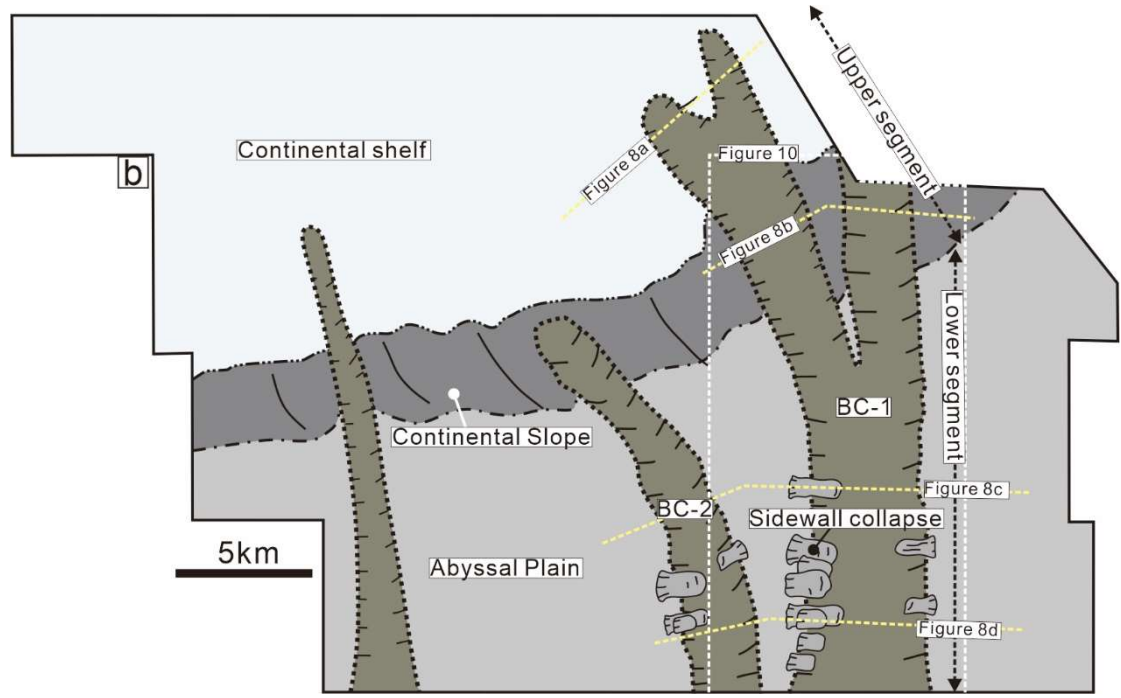 Upper segment
Continental shelf
Figure 10
b
Figure 8a
Figure 8b
Lower segment
BC-1
Continental Slope
Figure 8c
BC-2
Sidewall collapse
5km
Abyssal Plain
Figure 8d